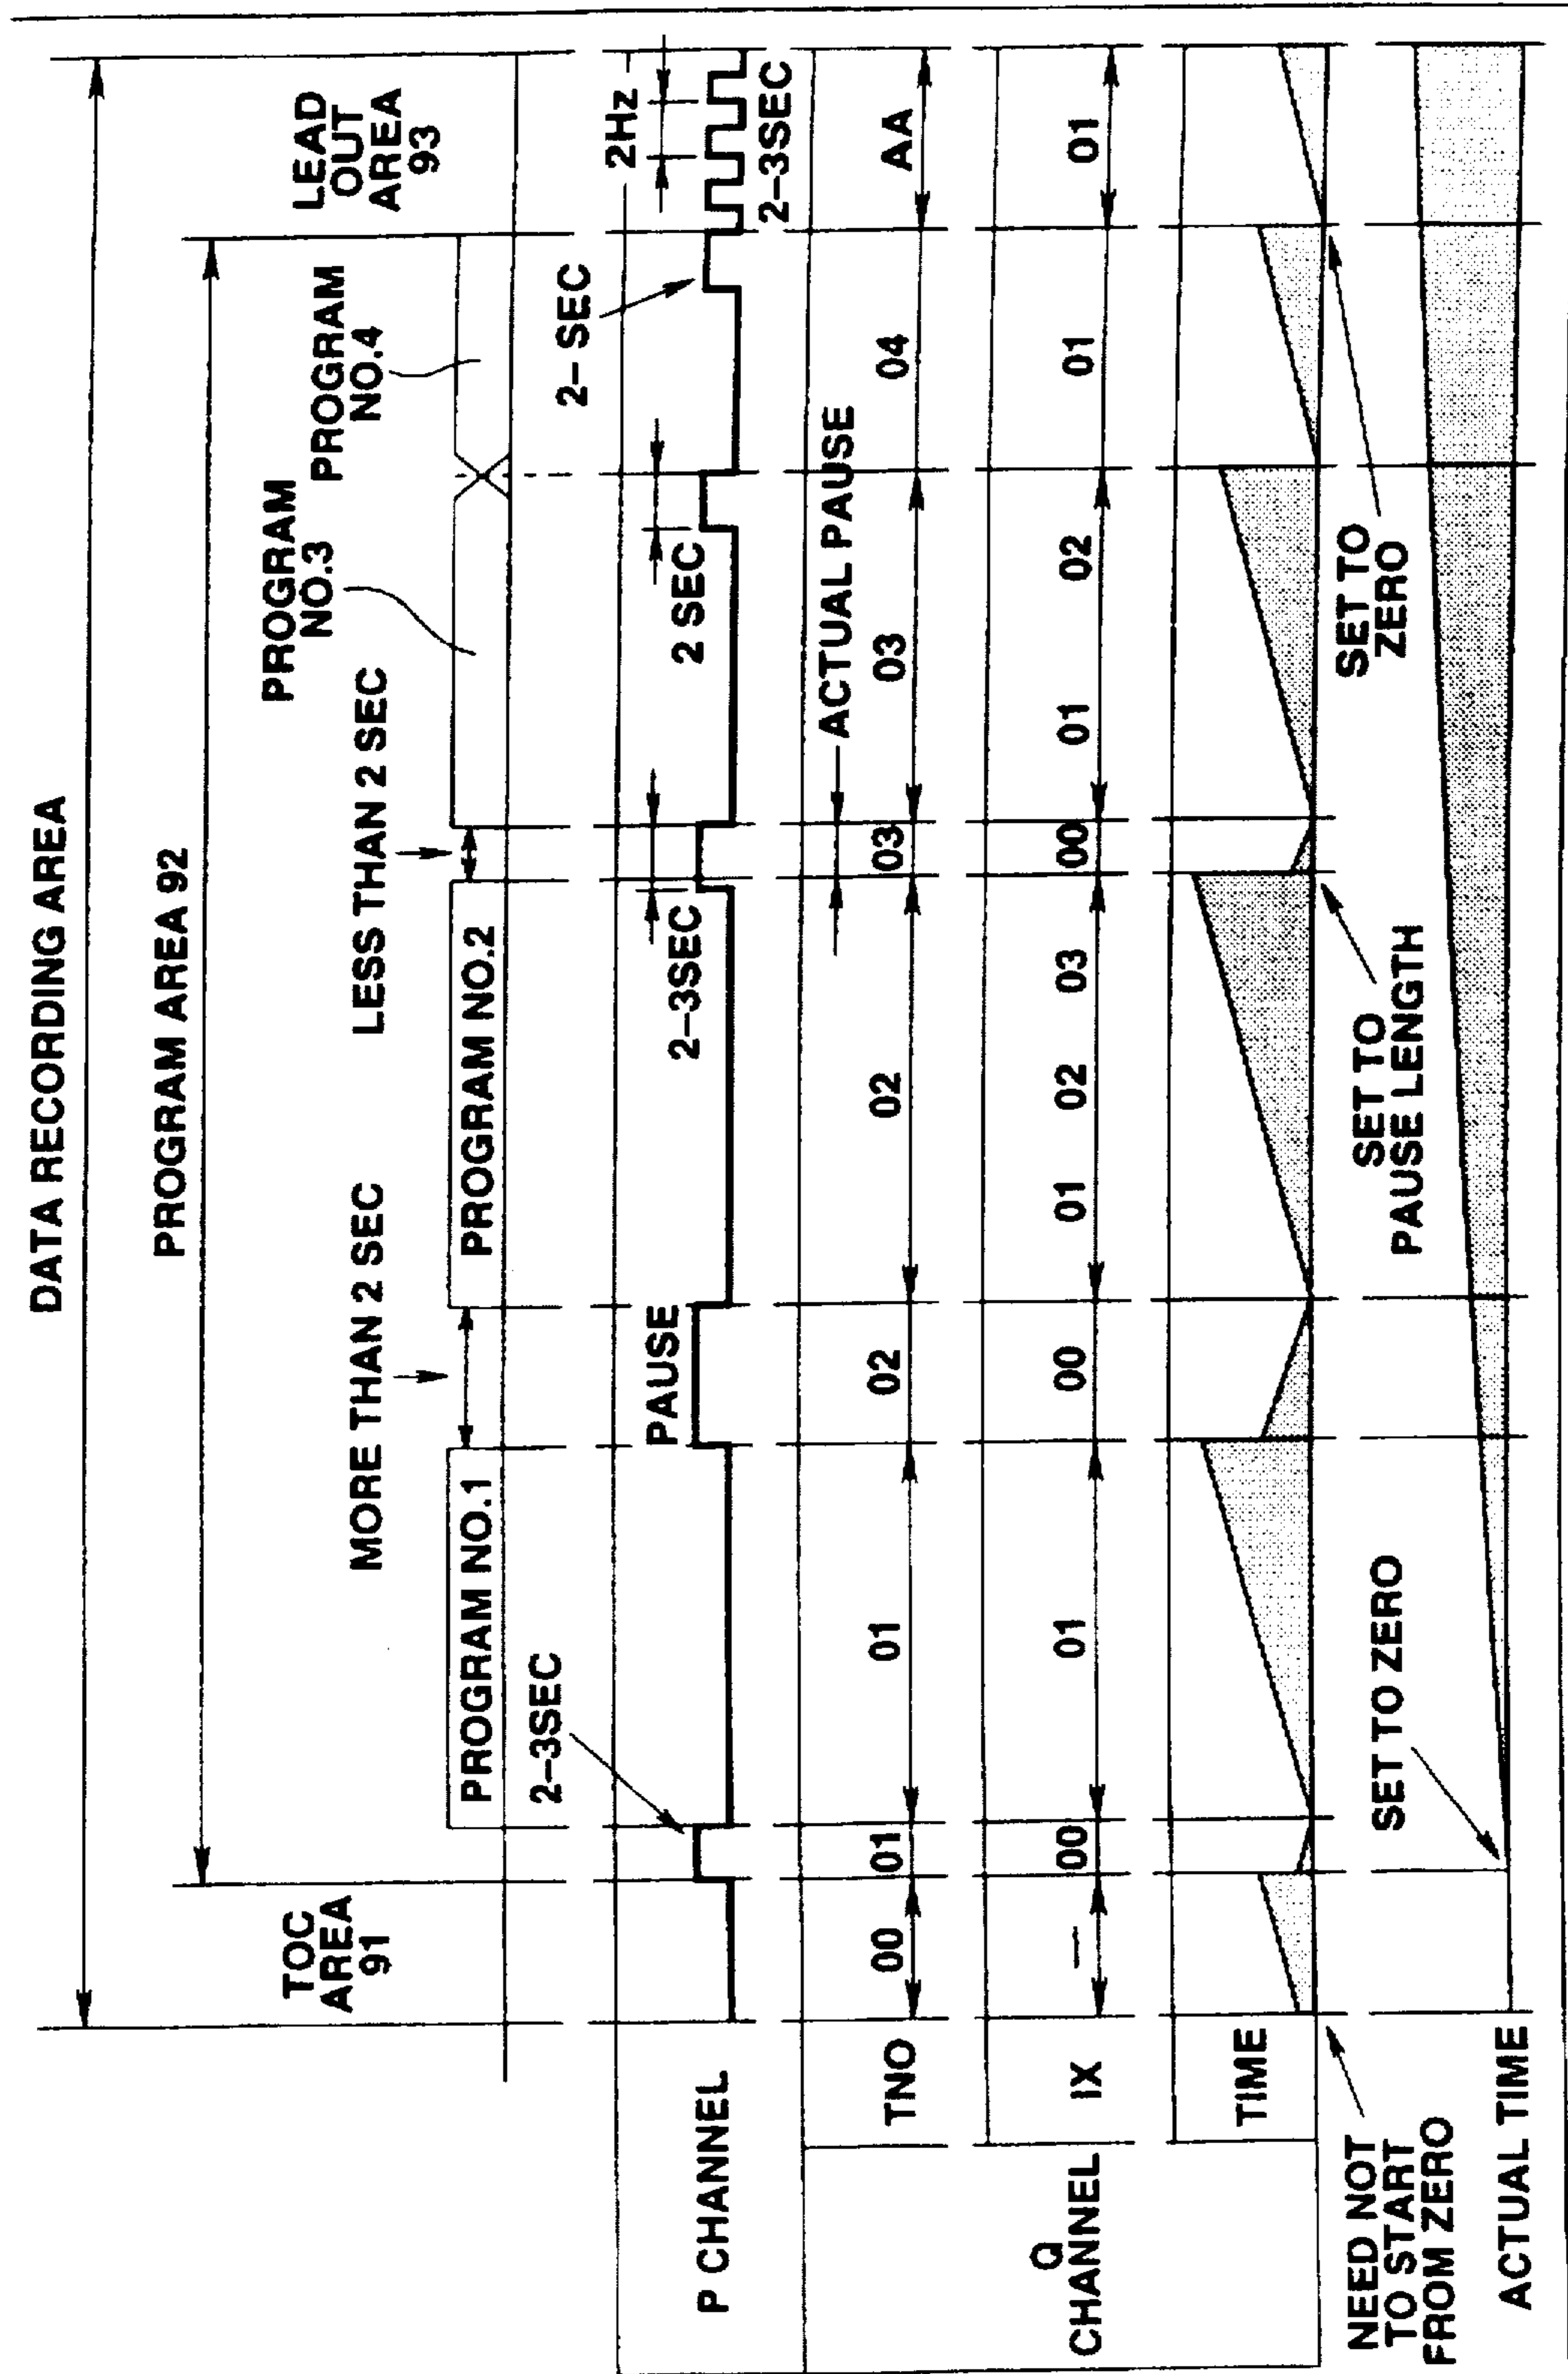 DATA RECORDING AREA
PROGRAM AREA 92
TOC
AREA
91
MORE THAN 2 SEC
LESS THAN 2 SEC
PROGRAM
NO.3
PROGRAM
NO.4
LEAD
OUT
AREA
93
PROGRAM NO.1
PROGRAM NO.2
P CHANNEL
2-3SEC
PAUSE
2-3SEC
2 SEC
2- SEC
2Hz
2-3SEC
ACTUAL PAUSE
Q
CHANNEL
TNO
00
01
01
02
02
03
03
04
AA
IX
—
00
01
00
01
02
03
00
01
02
01
01
TIME
NEED NOT
TO START
FROM ZERO
SET TO ZERO
SET TO
PAUSE LENGTH
SET TO
ZERO
ACTUAL TIME